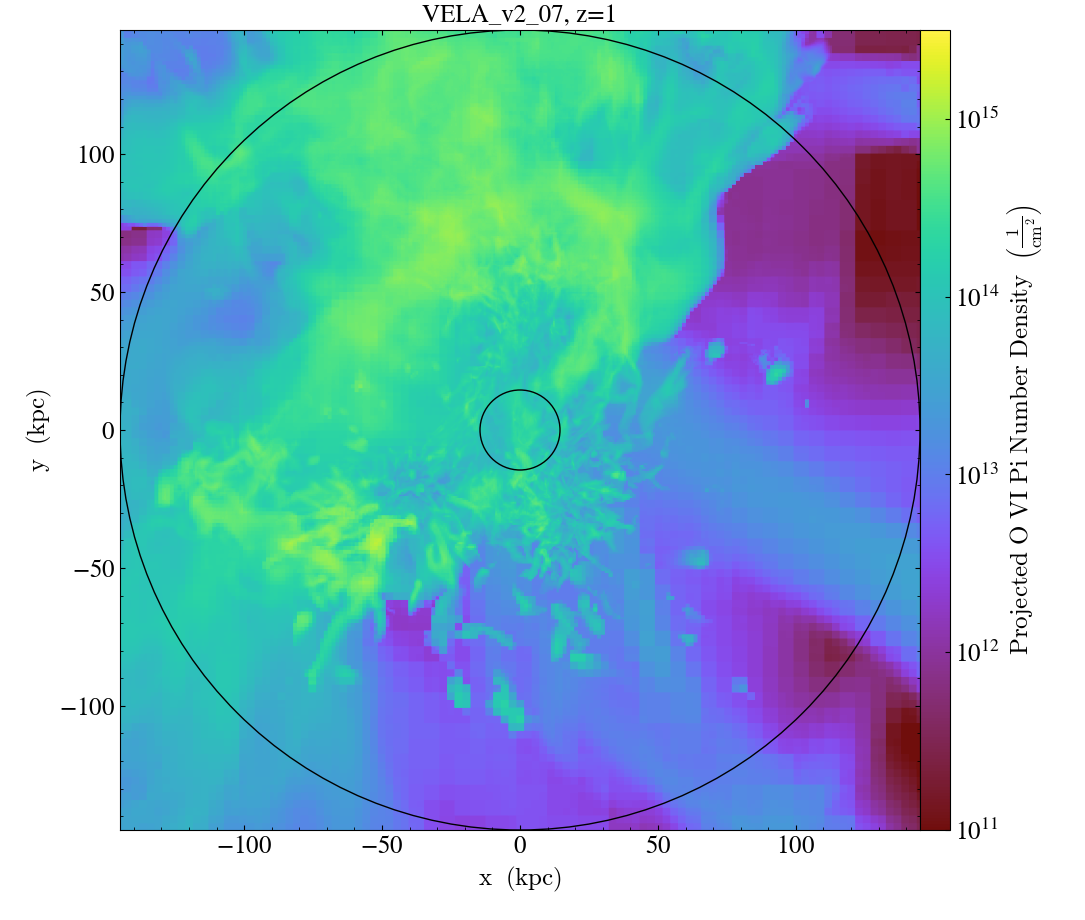 VELA_v2_07, z=1
100
50
0
−50
−100
y (kpc)
−100 −50 0 50 100
x (kpc)
10^15
10^14
10^13
10^12
10^11
Projected O VI Pi Number Density (1/cm^2)